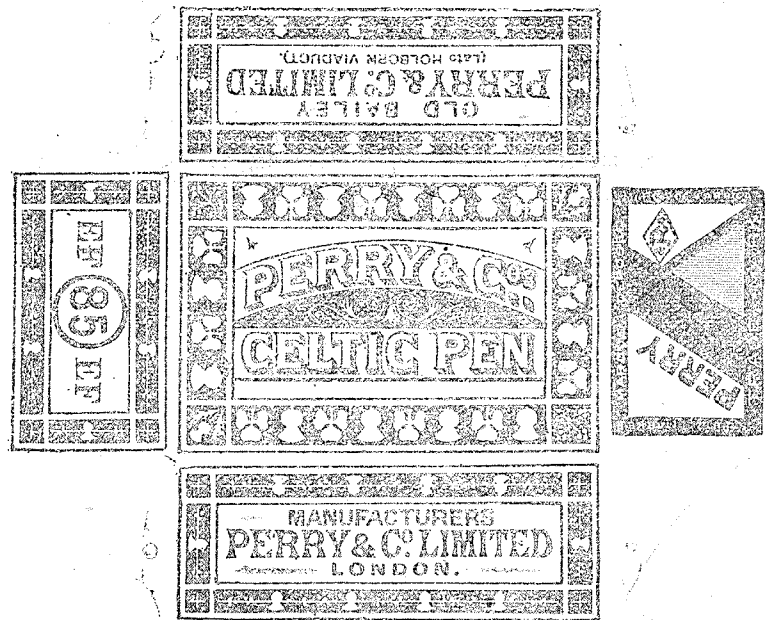 OLD BAILEY
PERRY & Co. LIMITED
(Late HOLBORN VIADUCT).
EF 85 EF
PERRY & Cos
CELTIC PEN
PERRY
MANUFACTURERS
PERRY & Co. LIMITED
LONDON.